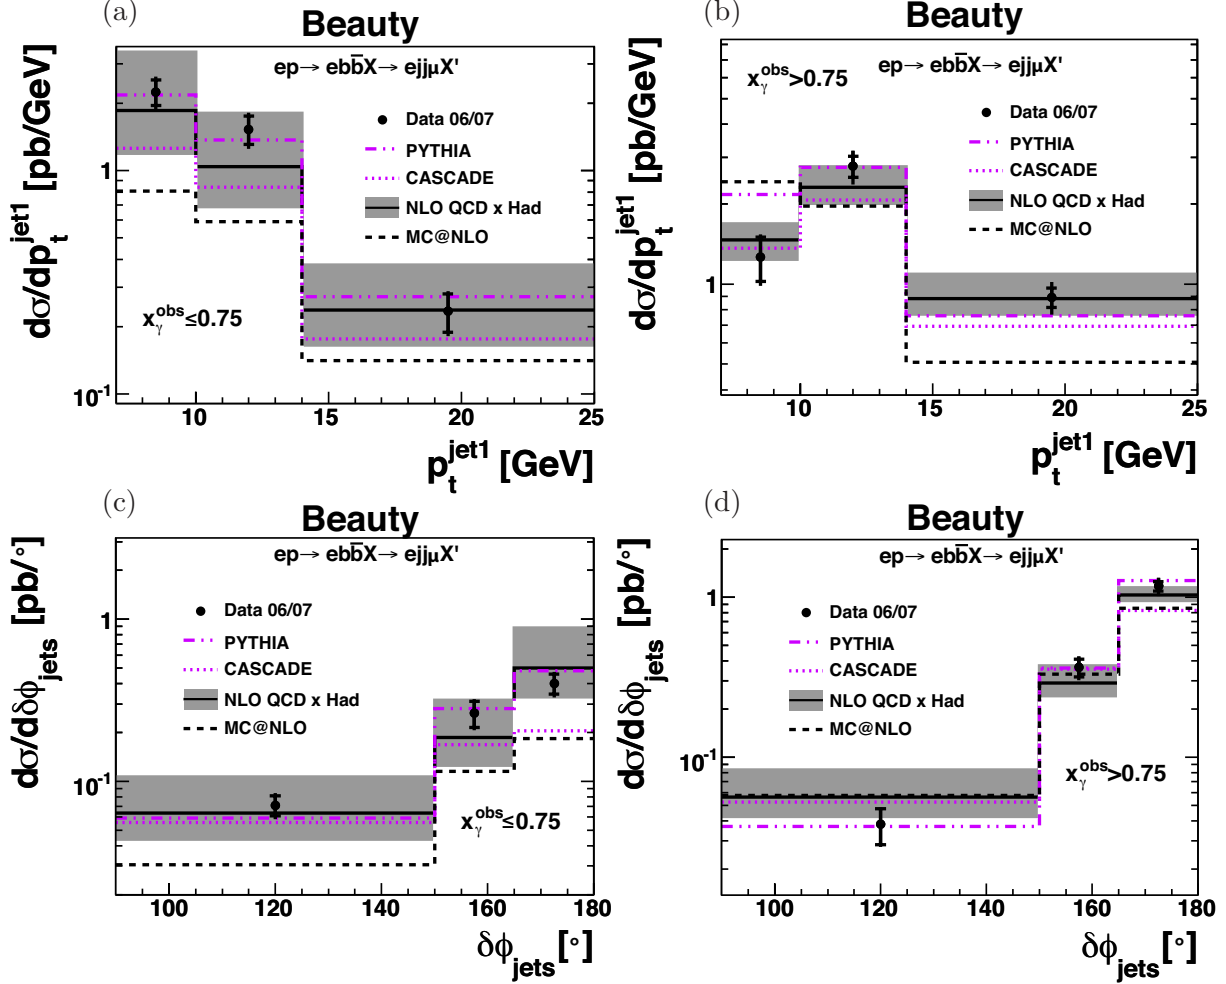 (a)
Beauty
ep→ ebb̄X→ ejjμX'
Data 06/07
PYTHIA
CASCADE
NLO QCD x Had
MC@NLO
x_γ^obs≤0.75
dσ/dp_t^jet1 [pb/GeV]
1
10^-1
10 15 20 25
p_t^jet1 [GeV]
(b)
Beauty
ep→ ebb̄X→ ejjμX'
x_γ^obs>0.75
Data 06/07
PYTHIA
CASCADE
NLO QCD x Had
MC@NLO
dσ/dp_t^jet1 [pb/GeV]
1
10 15 20 25
p_t^jet1 [GeV]
(c)
Beauty
ep→ ebb̄X→ ejjμX'
Data 06/07
PYTHIA
CASCADE
NLO QCD x Had
MC@NLO
x_γ^obs≤0.75
dσ/dδϕ_jets [pb/°]
1
10^-1
100 120 140 160 180
δϕ_jets [°]
(d)
Beauty
ep→ ebb̄X→ ejjμX'
Data 06/07
PYTHIA
CASCADE
NLO QCD x Had
MC@NLO
x_γ^obs>0.75
dσ/dδϕ_jets [pb/°]
1
10^-1
100 120 140 160 180
δϕ_jets [°]